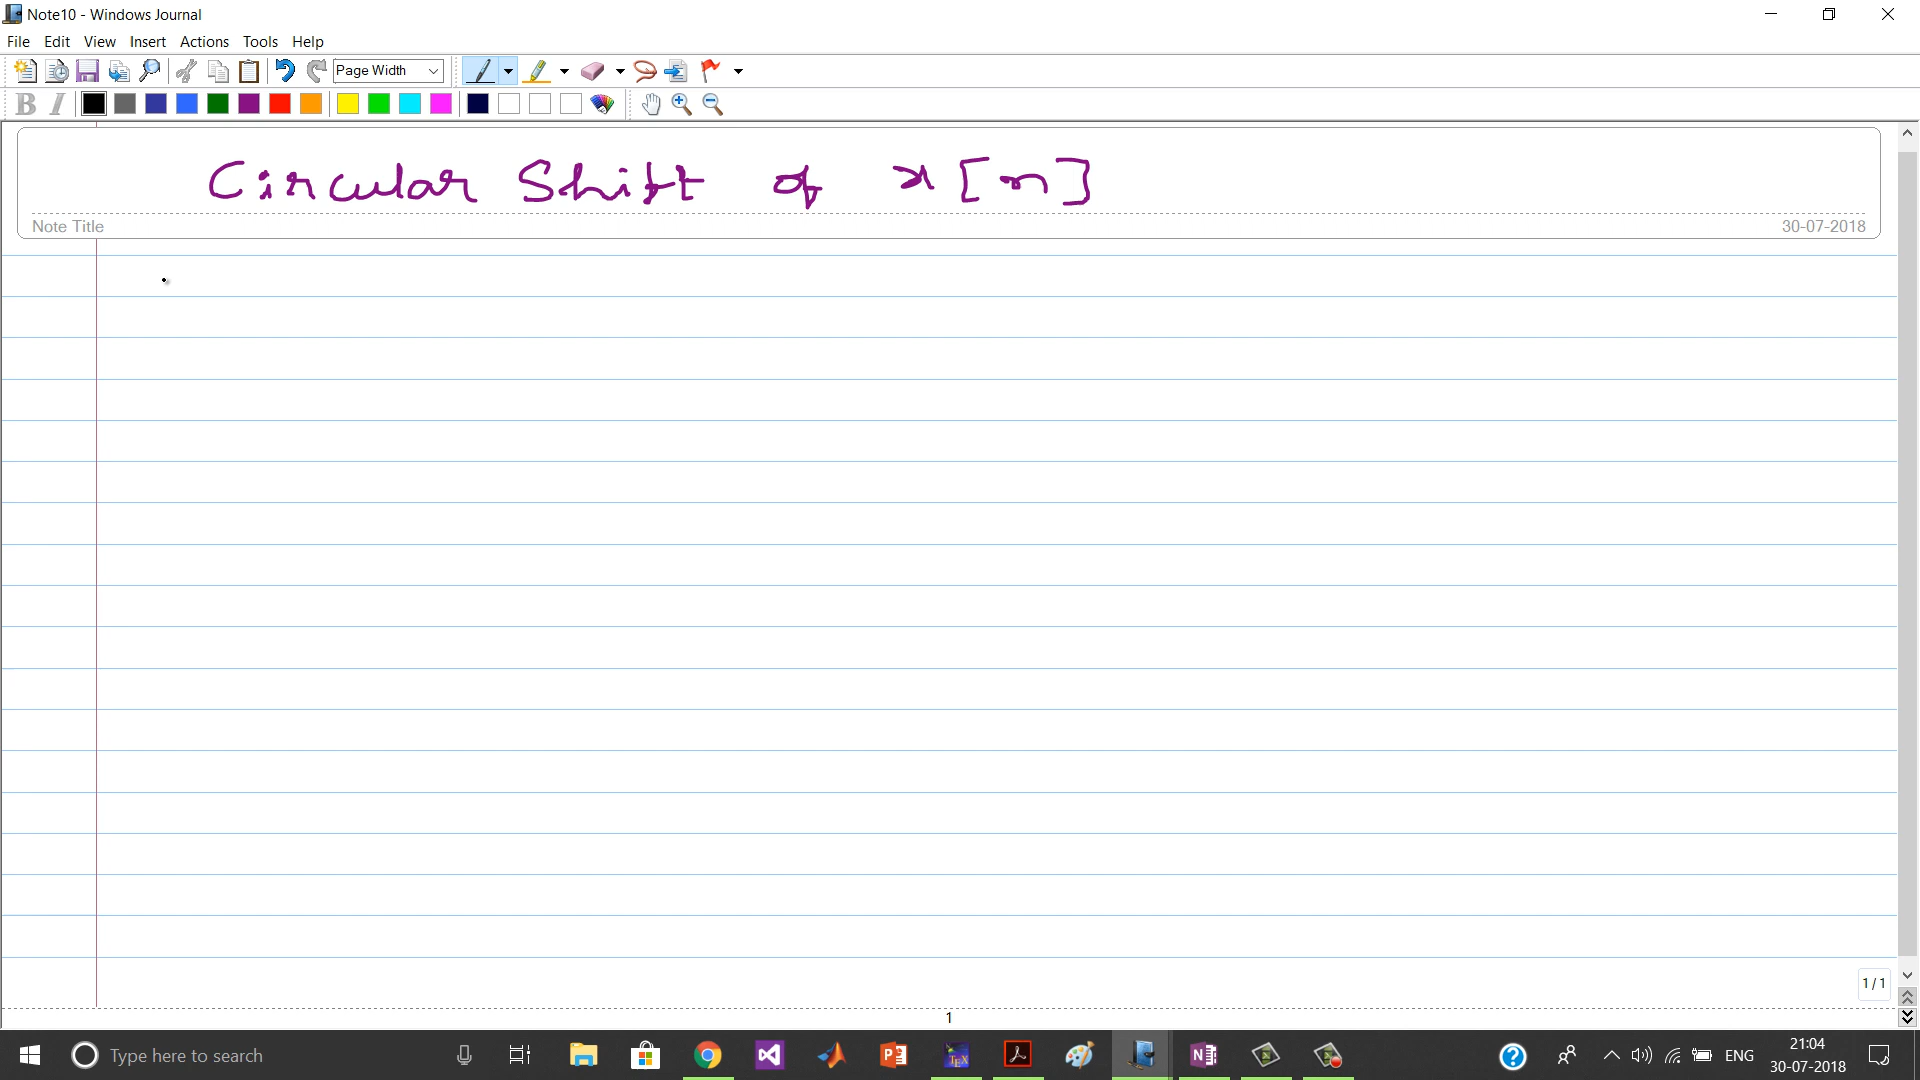 Note10 - Windows Journal
File Edit View Insert Actions Tools Help
Page Width
B I
Circular Shift of x[n]
Note Title
30-07-2018
1 / 1
1
Type here to search
ENG
21:04
30-07-2018